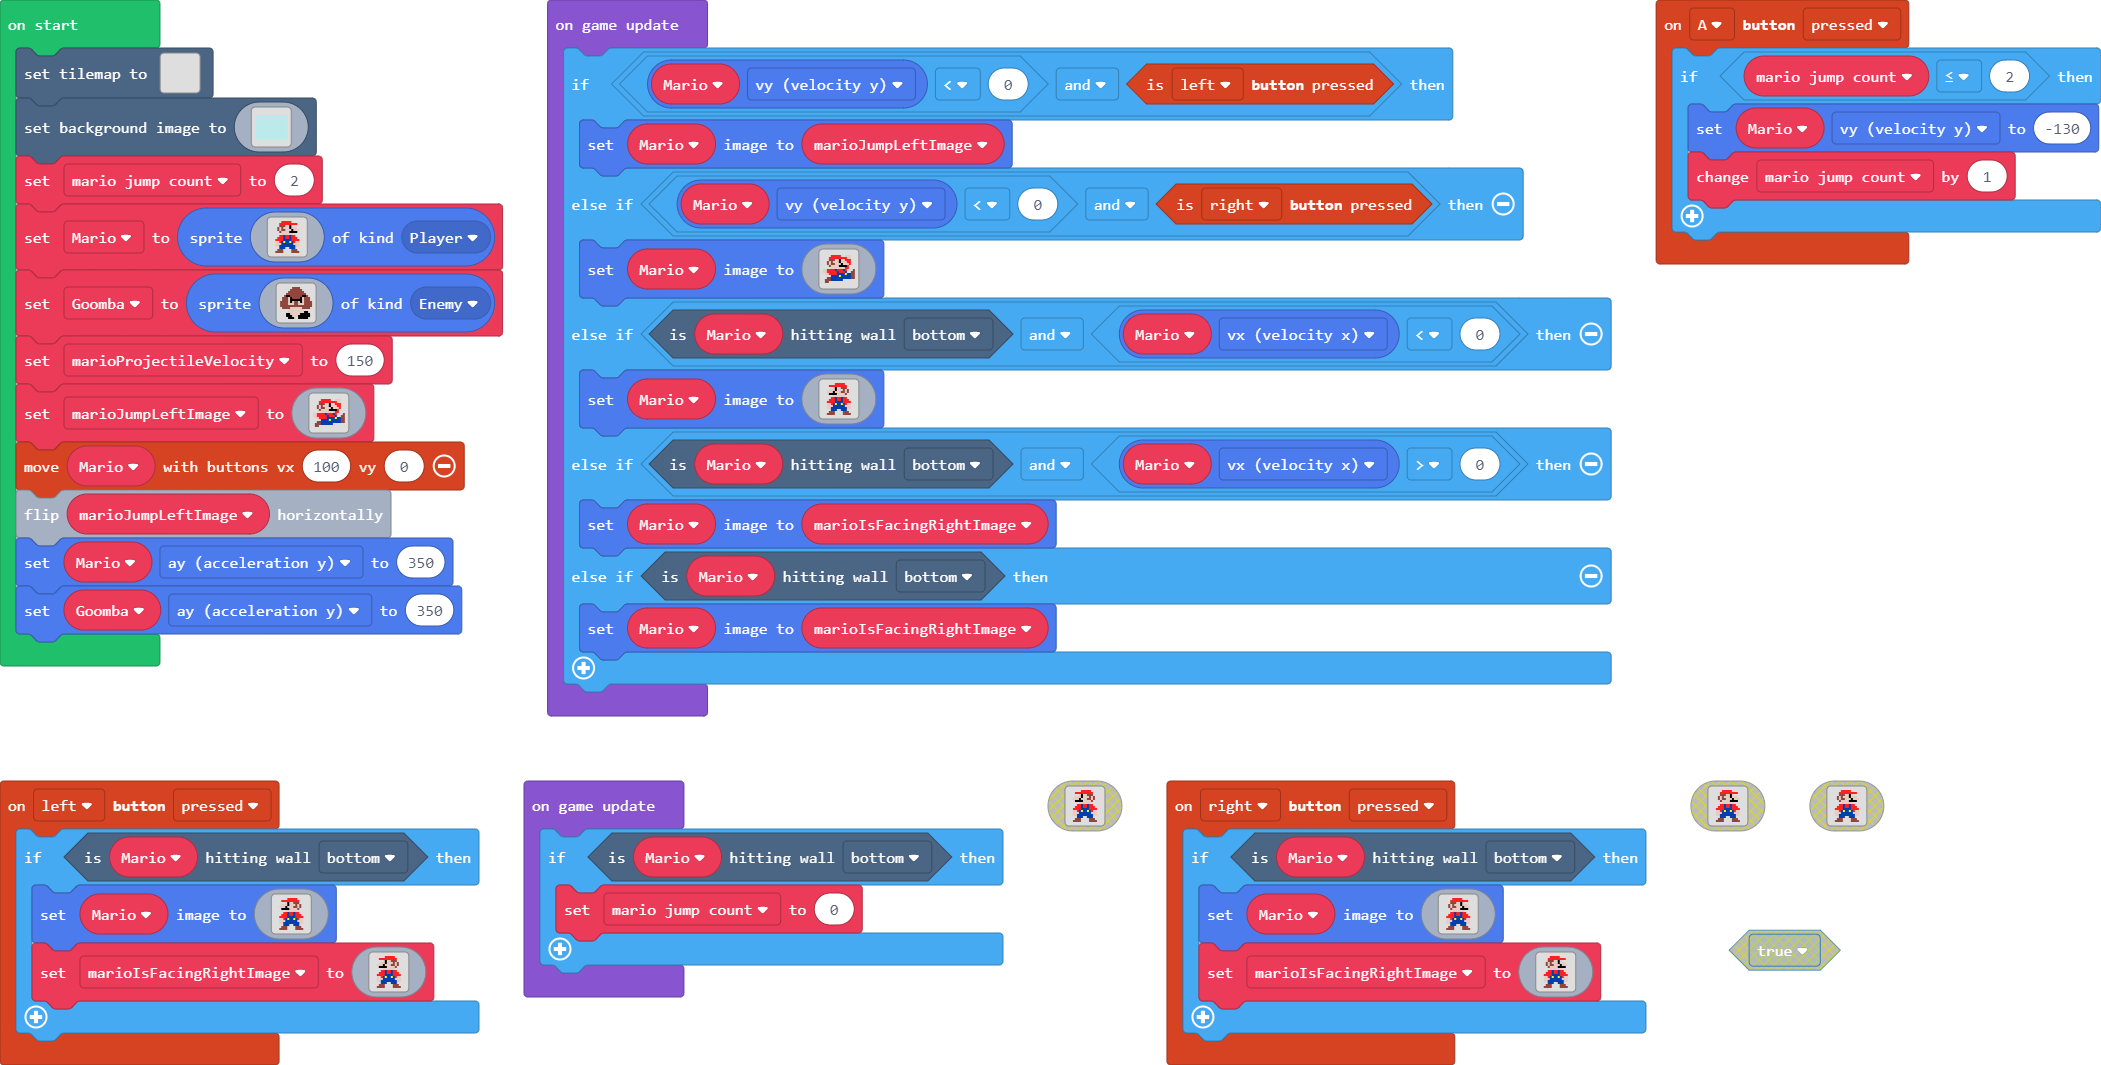 on start
set tilemap to
set background image to
set mario jump count to 2
set Mario to sprite of kind Player
set Goomba to sprite of kind Enemy
set marioProjectileVelocity to 150
set marioJumpLeftImage to
move Mario with buttons vx 100 vy 0
flip marioJumpLeftImage horizontally
set Mario ay (acceleration y) to 350
set Goomba ay (acceleration y) to 350
on game update
if Mario vy (velocity y) < 0 and is left button pressed then
set Mario image to marioJumpLeftImage
else if Mario vy (velocity y) < 0 and is right button pressed then
set Mario image to
else if is Mario hitting wall bottom and Mario vx (velocity x) < 0 then
set Mario image to
else if is Mario hitting wall bottom and Mario vx (velocity x) > 0 then
set Mario image to marioIsFacingRightImage
else if is Mario hitting wall bottom then
set Mario image to marioIsFacingRightImage
on A button pressed
if mario jump count ≤ 2 then
set Mario vy (velocity y) to -130
change mario jump count by 1
on left button pressed
if is Mario hitting wall bottom then
set Mario image to
set marioIsFacingRightImage to
on game update
if is Mario hitting wall bottom then
set mario jump count to 0
on right button pressed
if is Mario hitting wall bottom then
set Mario image to
set marioIsFacingRightImage to
true